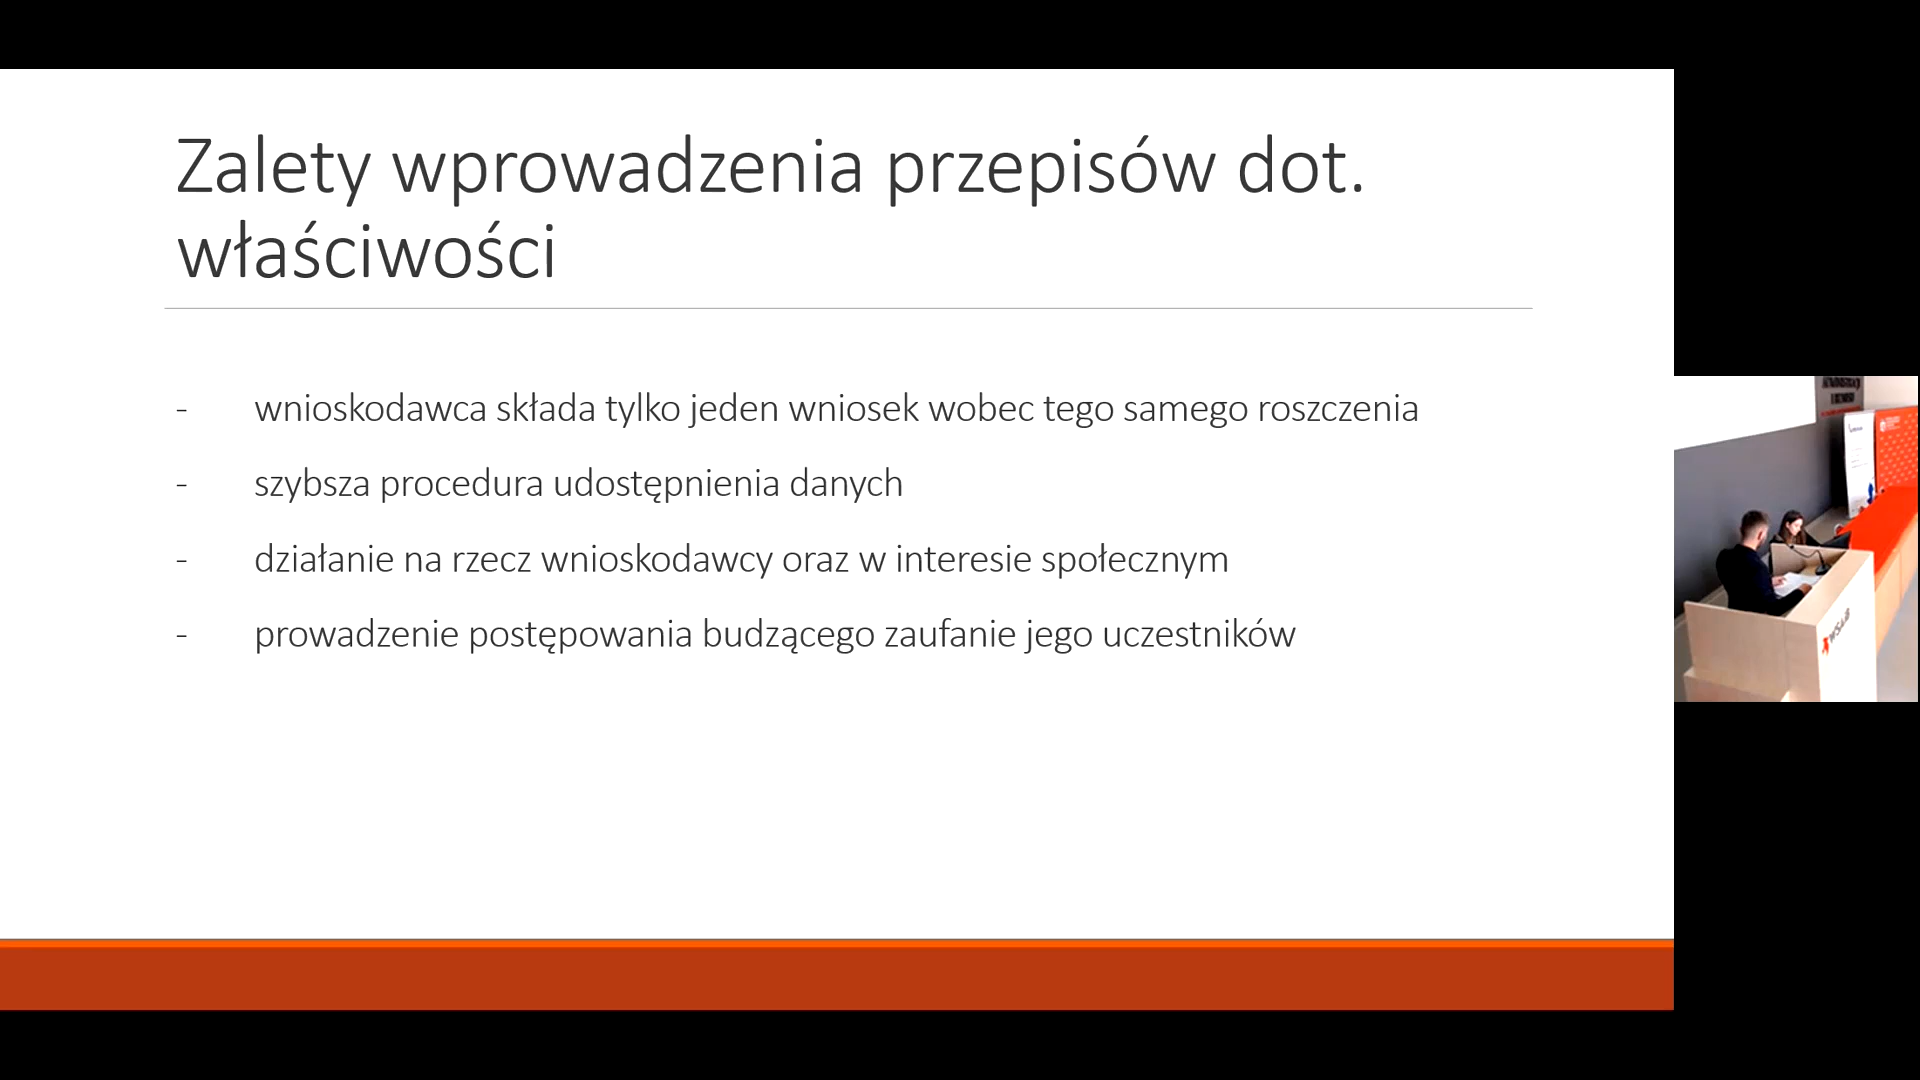 Zalety wprowadzenia przepisów dot.
właściwości
- wnioskodawca składa tylko jeden wniosek wobec tego samego roszczenia
- szybsza procedura udostępnienia danych
- działanie na rzecz wnioskodawcy oraz w interesie społecznym
- prowadzenie postępowania budzącego zaufanie jego uczestników